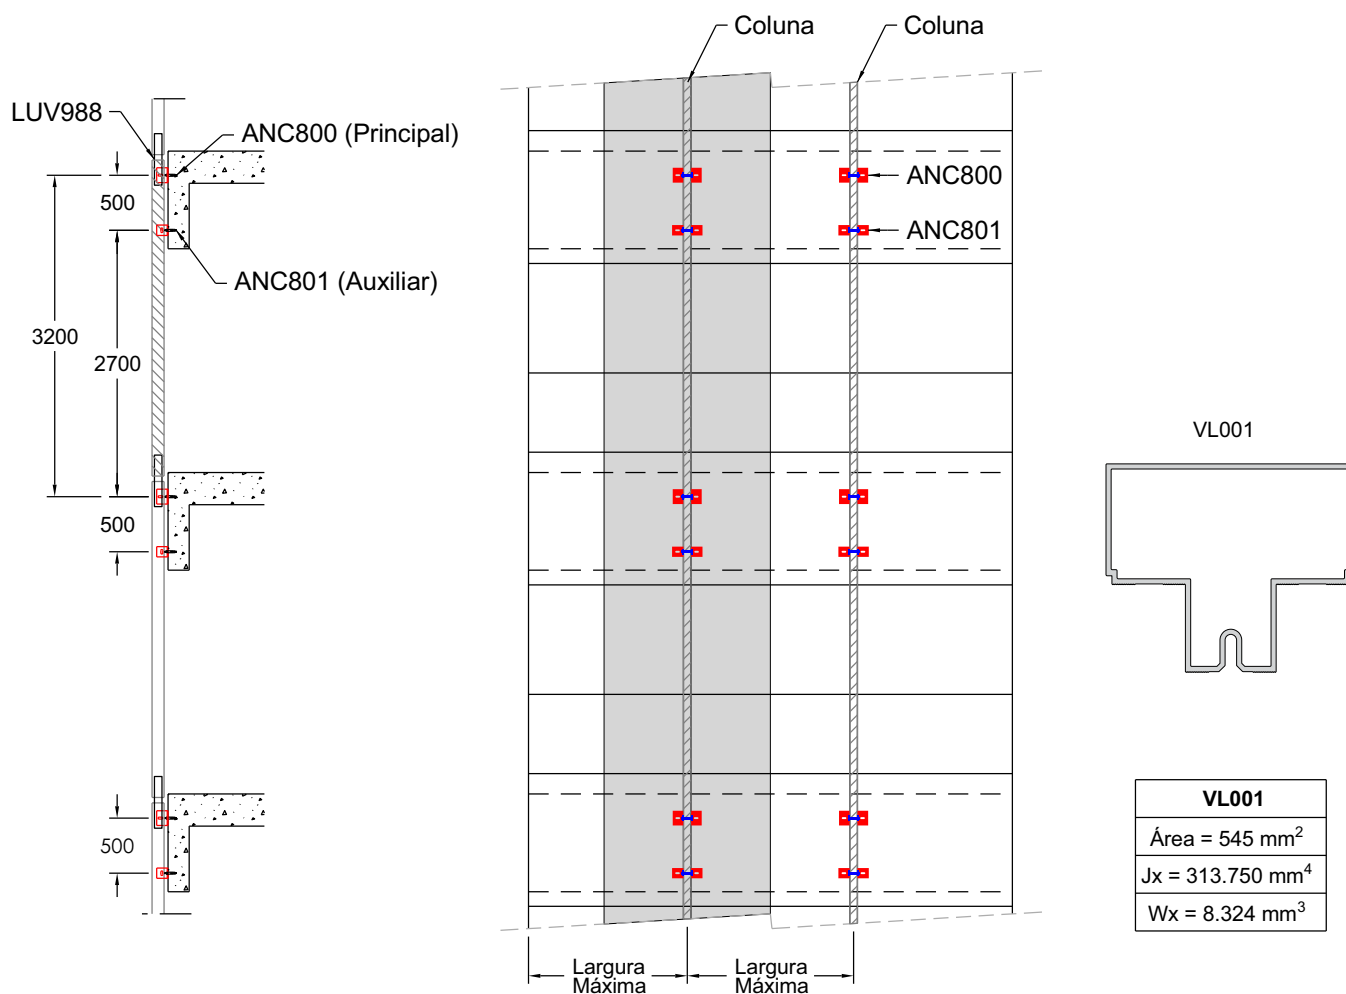 Coluna
Coluna
LUV988
ANC800 (Principal)
500
ANC800
ANC801
ANC801 (Auxiliar)
3200
2700
VL001
500
VL001
Área = 545 mm²
Jx = 313.750 mm⁴
Wx = 8.324 mm³
500
Largura
Máxima
Largura
Máxima